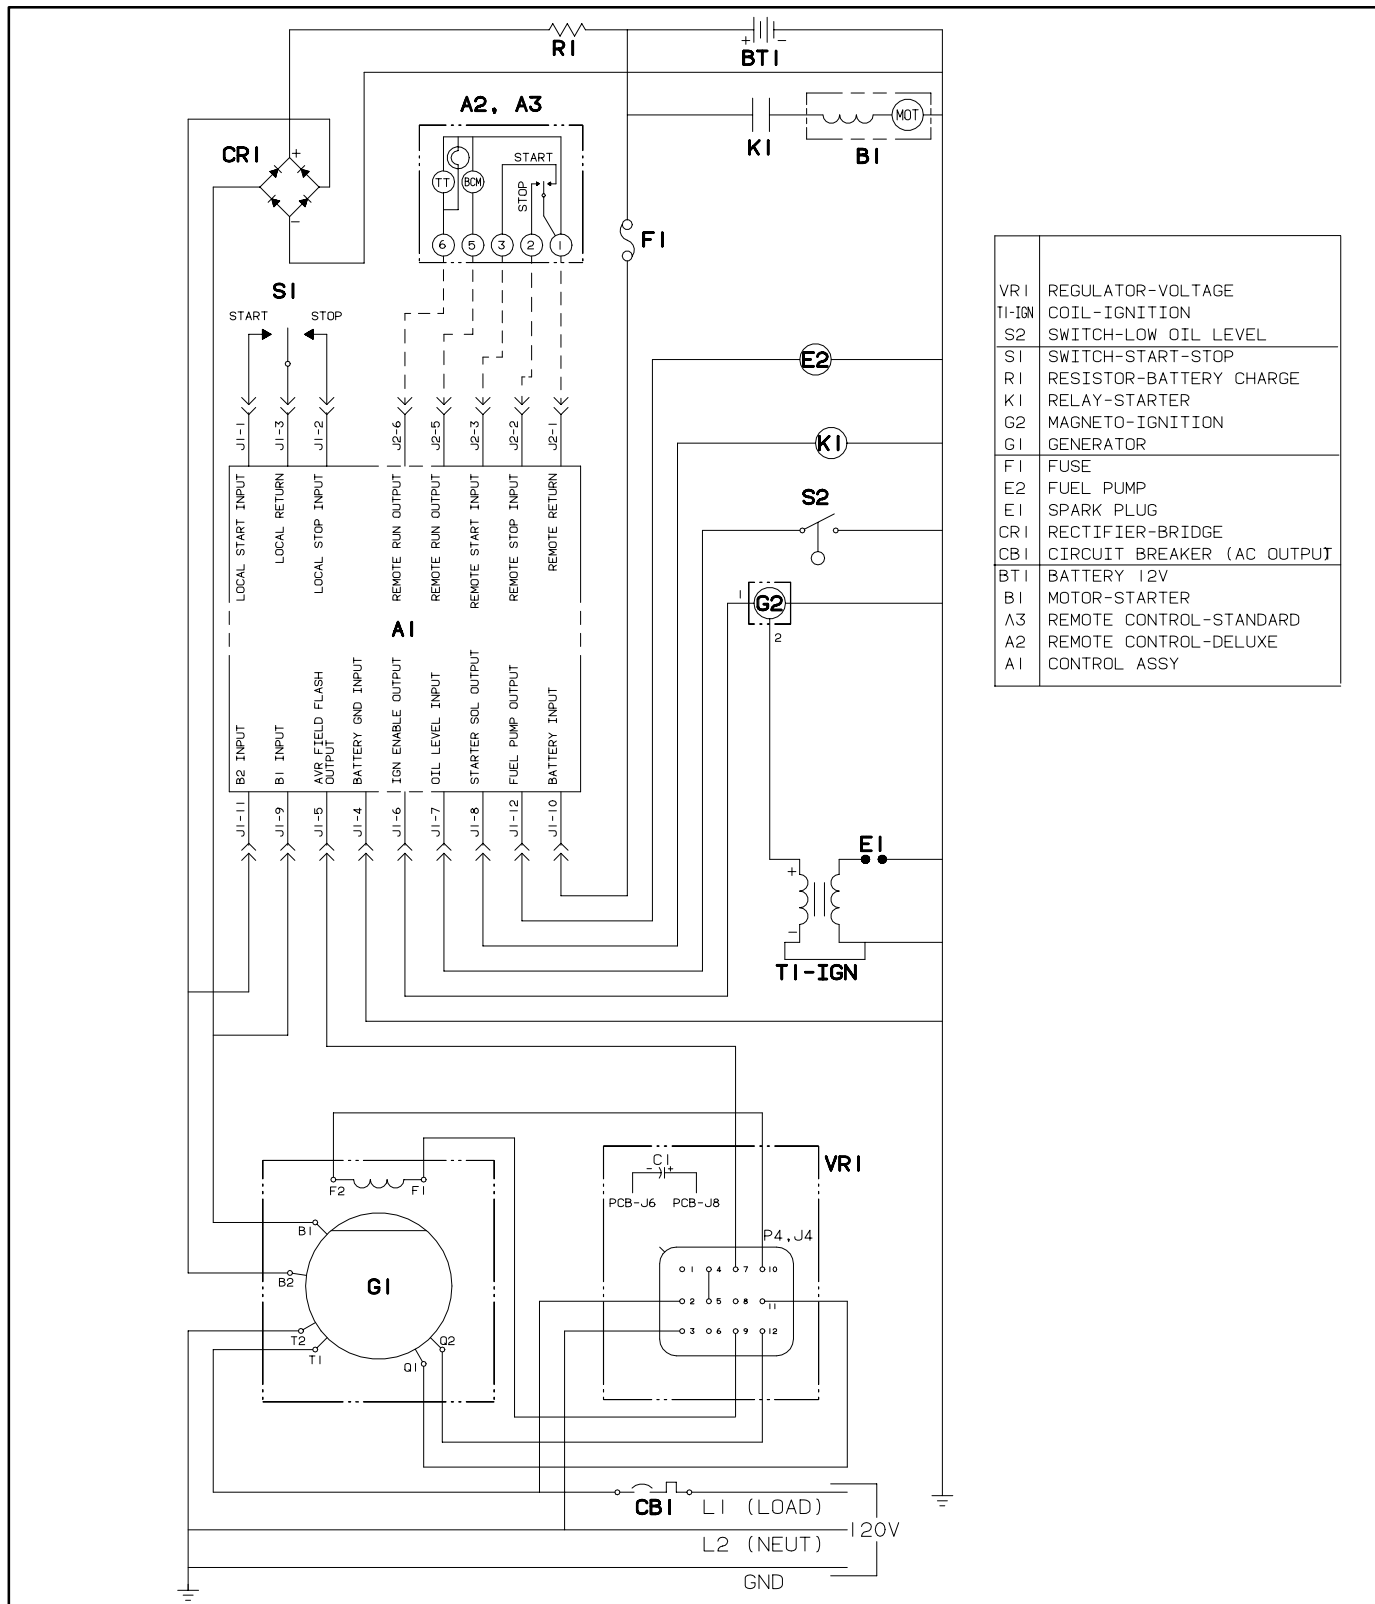 R1
+ -
BT1
A2, A3
K1
MOT
B1
CR1
+
-
START
STOP
TT
BCM
6 5 3 2 1
F1
S1
START STOP
J1-1
J1-3
J1-2
J2-6
J2-5
J2-3
J2-2
J2-1
LOCAL START INPUT
LOCAL RETURN
LOCAL STOP INPUT
REMOTE RUN OUTPUT
REMOTE RUN OUTPUT
REMOTE START INPUT
REMOTE STOP INPUT
REMOTE RETURN
A1
B2 INPUT
B1 INPUT
AVR FIELD FLASH
OUTPUT
BATTERY GND INPUT
IGN ENABLE OUTPUT
OIL LEVEL INPUT
STARTER SOL OUTPUT
FUEL PUMP OUTPUT
BATTERY INPUT
J1-11
J1-9
J1-5
J1-4
J1-6
J1-7
J1-8
J1-12
J1-10
E2
K1
S2
1
G2
2
E1
+
-
T1-IGN
VR1 REGULATOR-VOLTAGE
T1-IGN COIL-IGNITION
S2 SWITCH-LOW OIL LEVEL
S1 SWITCH-START-STOP
R1 RESISTOR-BATTERY CHARGE
K1 RELAY-STARTER
G2 MAGNETO-IGNITION
G1 GENERATOR
F1 FUSE
E2 FUEL PUMP
E1 SPARK PLUG
CR1 RECTIFIER-BRIDGE
CB1 CIRCUIT BREAKER (AC OUTPUT
BT1 BATTERY 12V
B1 MOTOR-STARTER
A3 REMOTE CONTROL-STANDARD
A2 REMOTE CONTROL-DELUXE
A1 CONTROL ASSY
F2 F1
B1
B2
G1
T2
T1
Q1
Q2
VR1
C1
- +
PCB-J6 PCB-J8
P4,J4
1 4 7 10
2 5 8 11
3 6 9 12
CB1
L1 (LOAD)
120V
L2 (NEUT)
GND